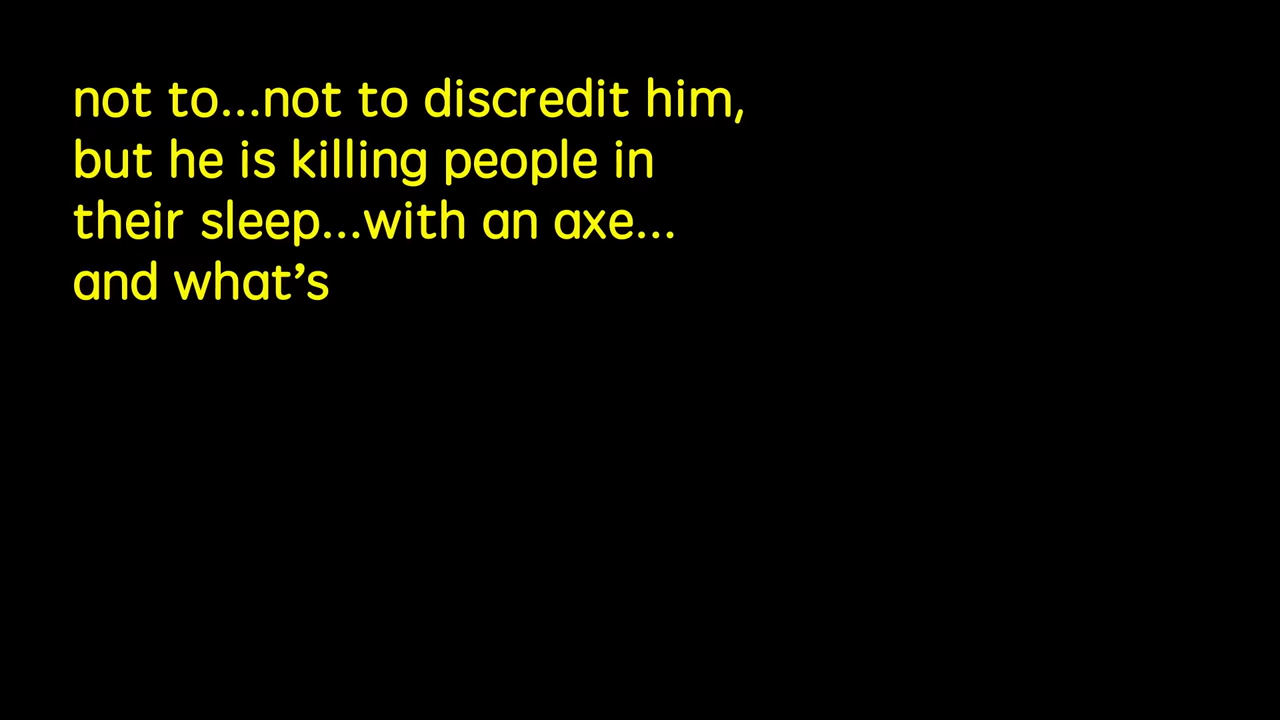 not to...not to discredit him,
but he is killing people in
their sleep...with an axe...
and what’s